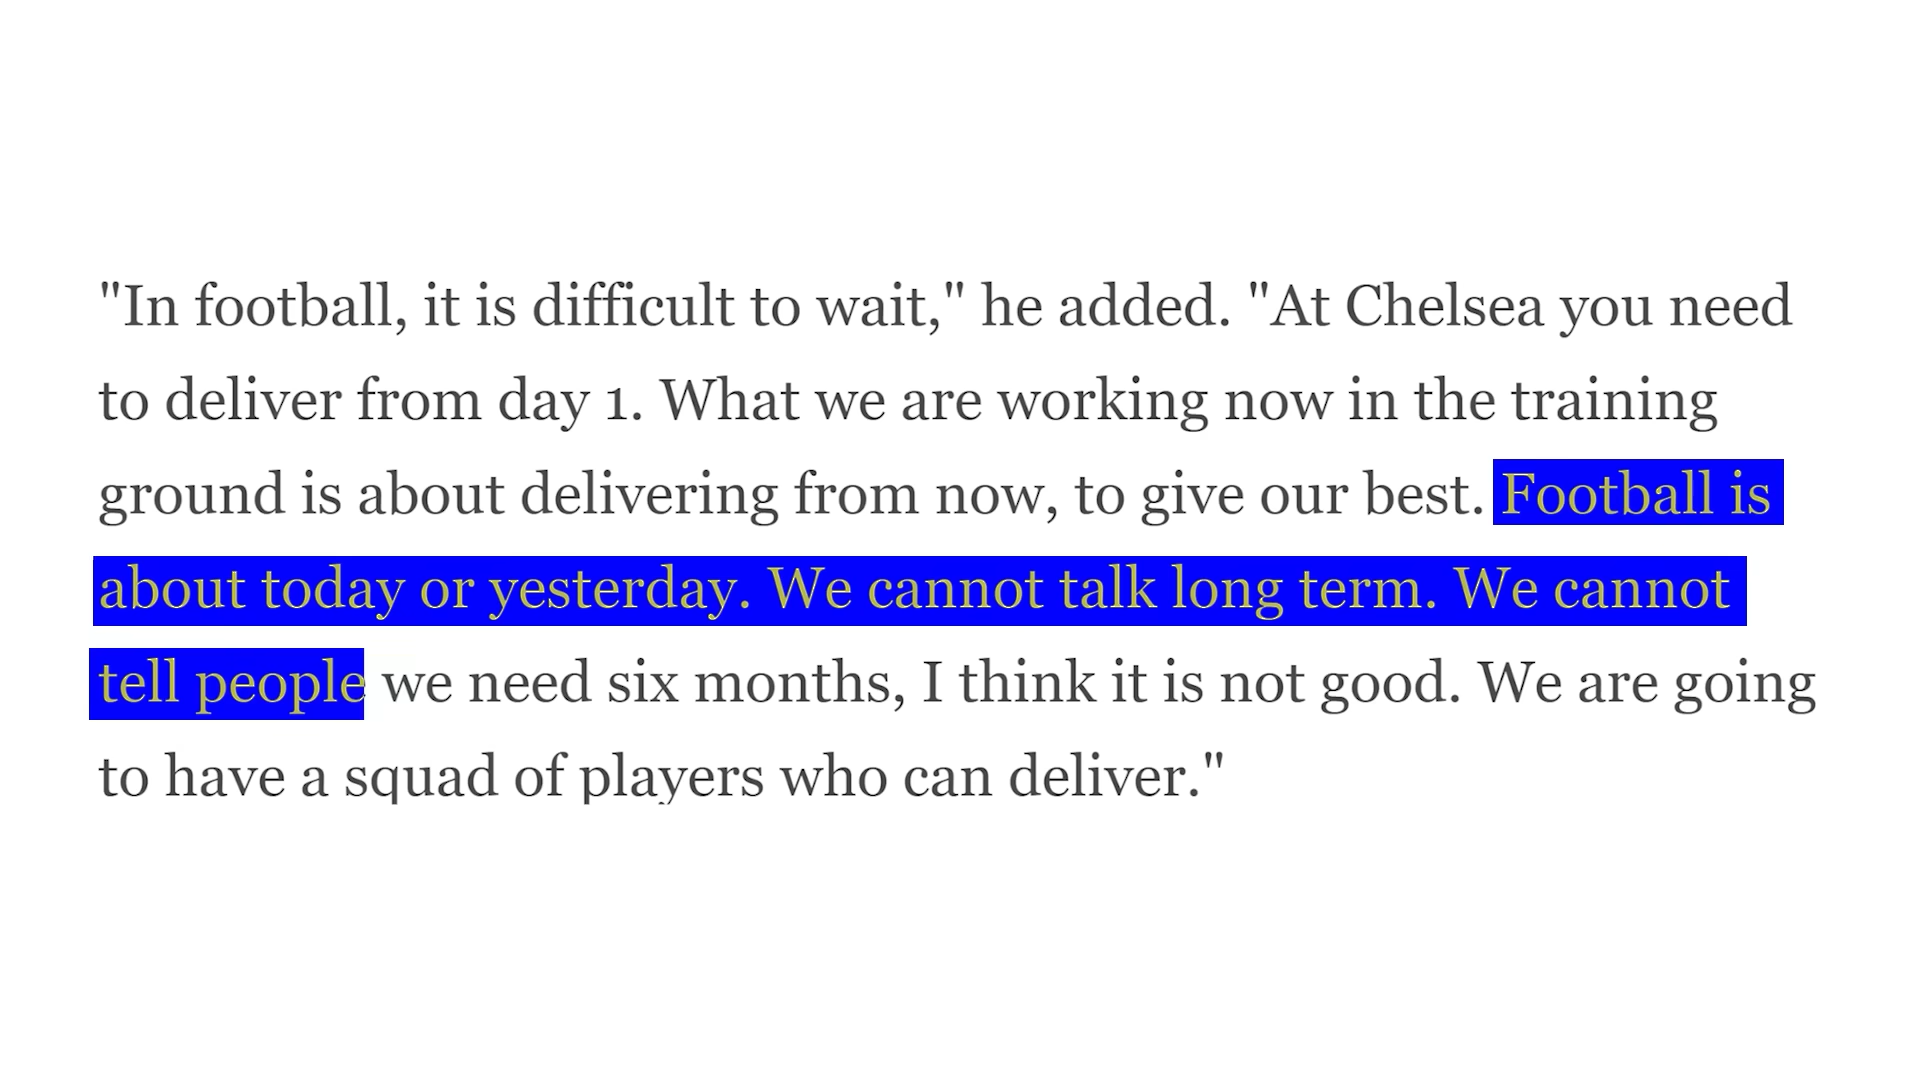 "In football, it is difficult to wait," he added. "At Chelsea you need
to deliver from day 1. What we are working now in the training
ground is about delivering from now, to give our best. Football is
about today or yesterday. We cannot talk long term. We cannot
tell people we need six months, I think it is not good. We are going
to have a squad of players who can deliver."